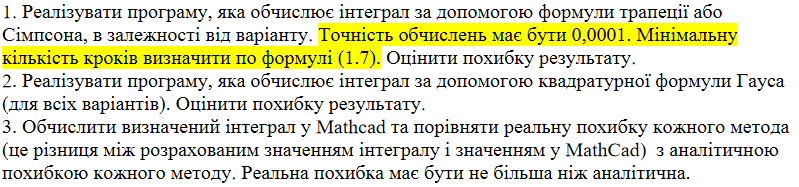 1. Реалізувати програму, яка обчислює інтеграл за допомогою формули трапеції або
Сімпсона, в залежності від варіанту. Точність обчислень має бути 0,0001. Мінімальну
кількість кроків визначити по формулі (1.7). Оцінити похибку результату.
2. Реалізувати програму, яка обчислює інтеграл за допомогою квадратурної формули Гауса
(для всіх варіантів). Оцінити похибку результату.
3. Обчислити визначений інтеграл у Mathcad та порівняти реальну похибку кожного метода
(це різниця між розрахованим значенням інтегралу і значенням у MathCad) з аналітичною
похибкою кожного методу. Реальна похибка має бути не більша ніж аналітична.